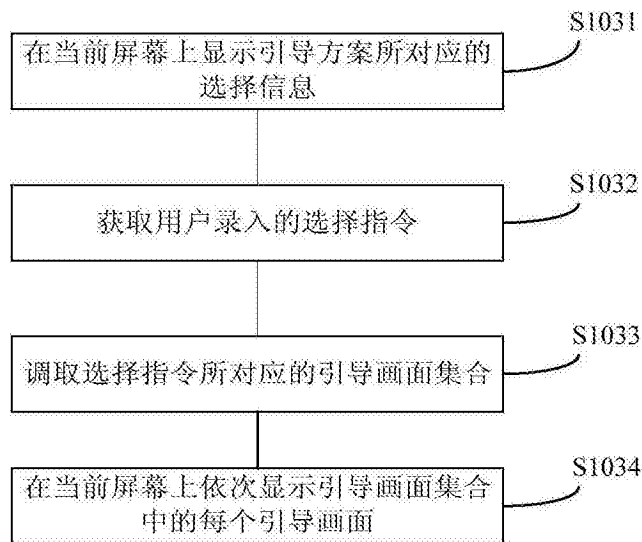 S1031
在当前屏幕上显示引导方案所对应的
选择信息
S1032
获取用户录入的选择指令
S1033
调取选择指令所对应的引导画面集合
S1034
在当前屏幕上依次显示引导画面集合
中的每个引导画面